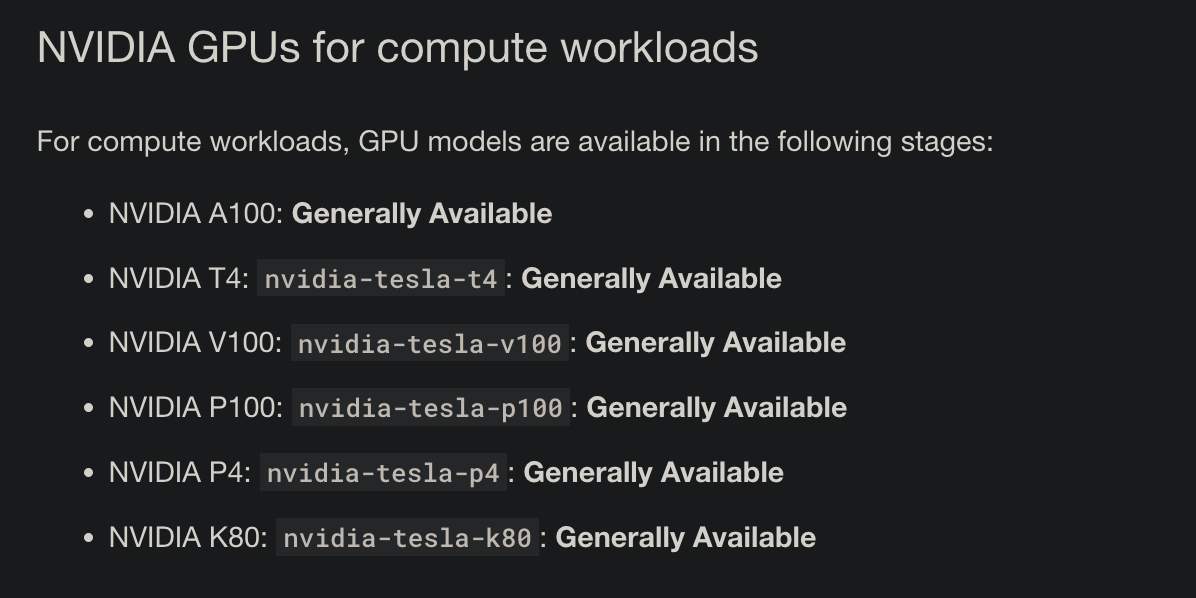 NVIDIA GPUs for compute workloads
For compute workloads, GPU models are available in the following stages:
• NVIDIA A100: Generally Available
• NVIDIA T4: nvidia-tesla-t4: Generally Available
• NVIDIA V100: nvidia-tesla-v100: Generally Available
• NVIDIA P100: nvidia-tesla-p100: Generally Available
• NVIDIA P4: nvidia-tesla-p4: Generally Available
• NVIDIA K80: nvidia-tesla-k80: Generally Available